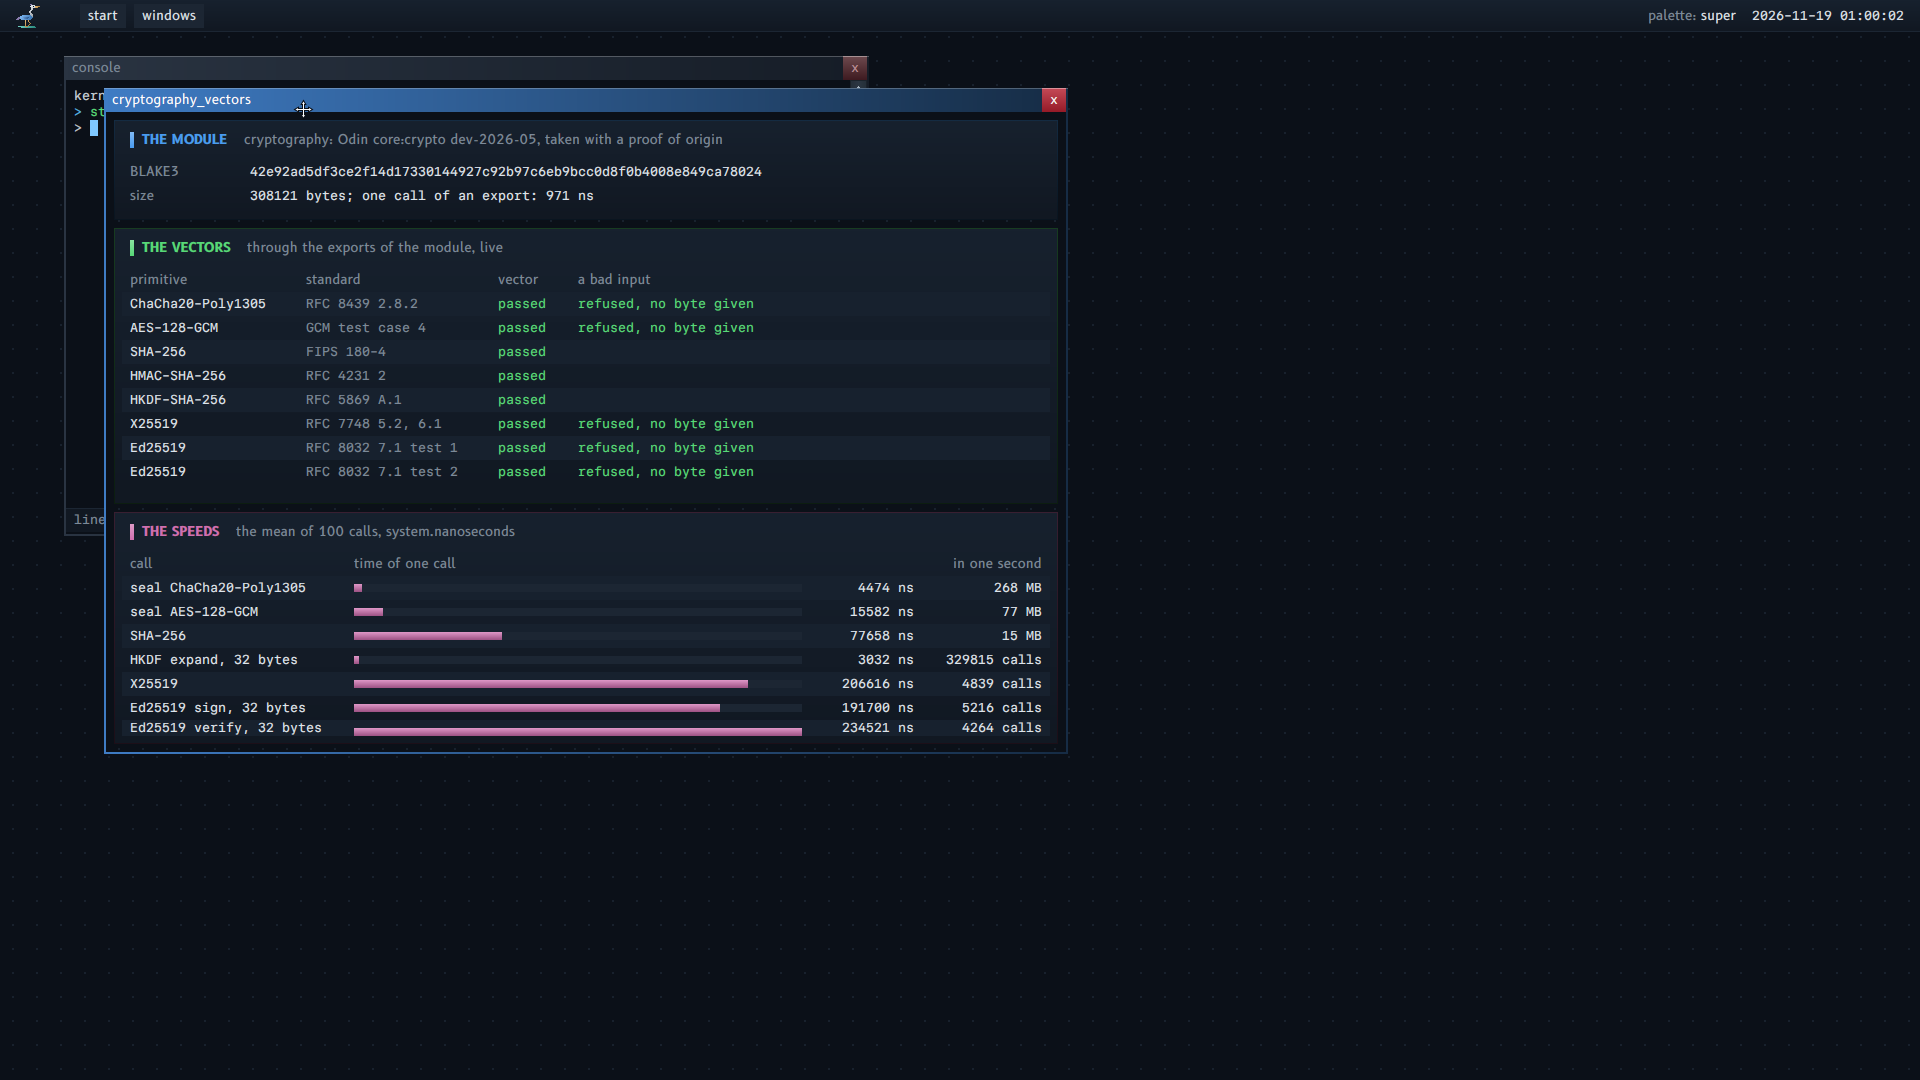 start windows palette: super 2026-11-19 01:00:02
console x
kern
> st
>
line
cryptography_vectors x
THE MODULE cryptography: Odin core:crypto dev-2026-05, taken with a proof of origin
BLAKE3 42e92ad5df3ce2f14d17330144927c92b97c6eb9bcc0d8f0b4008e849ca78024
size 308121 bytes; one call of an export: 971 ns
THE VECTORS through the exports of the module, live
primitive standard vector a bad input
ChaCha20-Poly1305 RFC 8439 2.8.2 passed refused, no byte given
AES-128-GCM GCM test case 4 passed refused, no byte given
SHA-256 FIPS 180-4 passed
HMAC-SHA-256 RFC 4231 2 passed
HKDF-SHA-256 RFC 5869 A.1 passed
X25519 RFC 7748 5.2, 6.1 passed refused, no byte given
Ed25519 RFC 8032 7.1 test 1 passed refused, no byte given
Ed25519 RFC 8032 7.1 test 2 passed refused, no byte given
THE SPEEDS the mean of 100 calls, system.nanoseconds
call time of one call in one second
seal ChaCha20-Poly1305 4474 ns 268 MB
seal AES-128-GCM 15582 ns 77 MB
SHA-256 77658 ns 15 MB
HKDF expand, 32 bytes 3032 ns 329815 calls
X25519 206616 ns 4839 calls
Ed25519 sign, 32 bytes 191700 ns 5216 calls
Ed25519 verify, 32 bytes 234521 ns 4264 calls